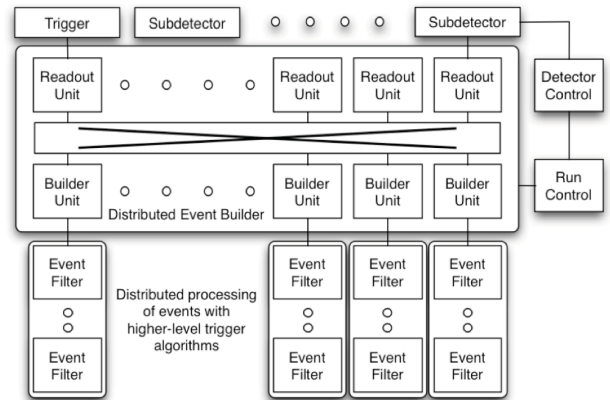 Trigger
Subdetector
Subdetector
Readout
Unit
Readout
Unit
Readout
Unit
Readout
Unit
Detector
Control
Builder
Unit
Builder
Unit
Builder
Unit
Builder
Unit
Run
Control
Distributed Event Builder
Event
Filter
Event
Filter
Event
Filter
Event
Filter
Distributed processing
of events with
higher-level trigger
algorithms
Event
Filter
Event
Filter
Event
Filter
Event
Filter